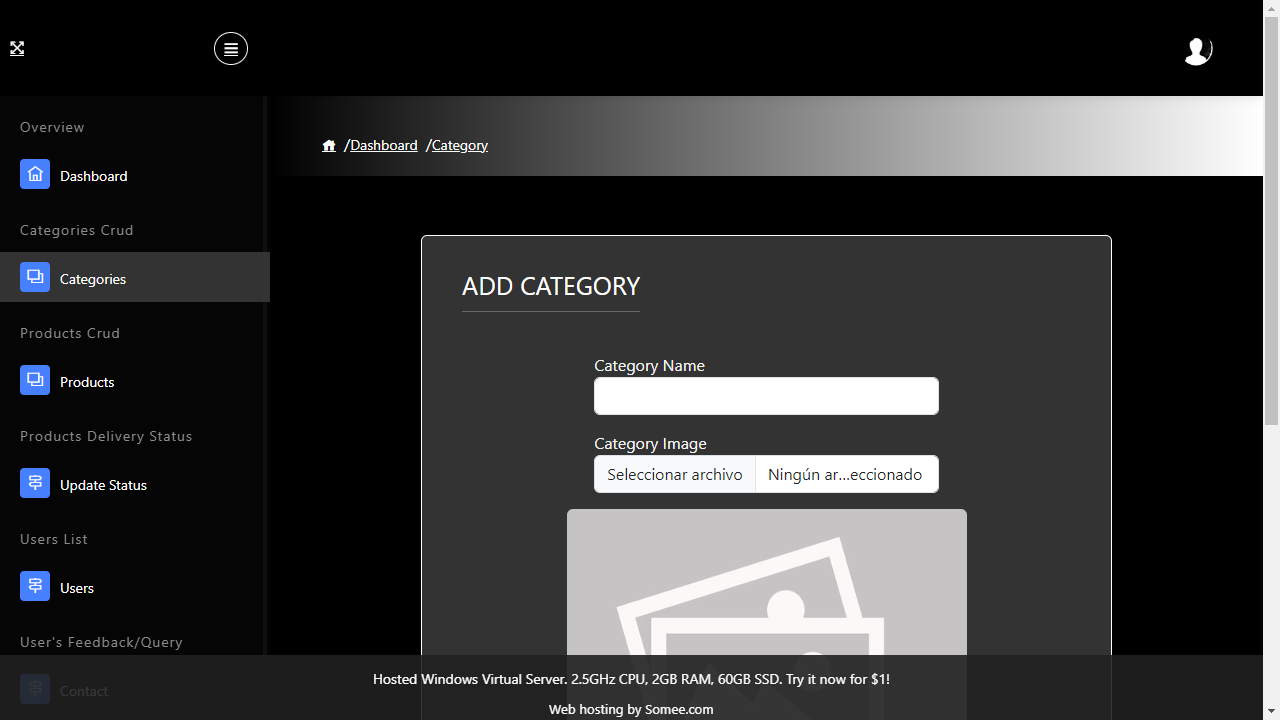 Overview
Dashboard
Categories Crud
Categories
Products Crud
Products
Products Delivery Status
Update Status
Users List
Users
User's Feedback/Query
Contact
/Dashboard /Category
ADD CATEGORY
Category Name
Category Image
Seleccionar archivo Ningún ar...eccionado
Hosted Windows Virtual Server. 2.5GHz CPU, 2GB RAM, 60GB SSD. Try it now for $1!
Web hosting by Somee.com